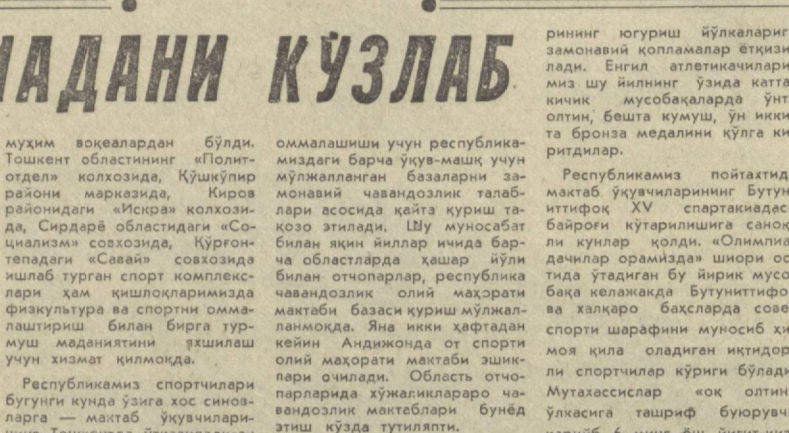 КЎЗЛАБ
муҳим воқеалардан бўлди.
Тошкент областининг «Полит-
отдел» колхозида, Қўшкўпир
райони марказида, Киров
районидаги «Искра» колхози-
да, Сирдарё областидаги «Со-
циализм» совхозида, Қўрғон-
тепадаги «Савай» совхозида
ишлаб турган спорт комплекс-
лари ҳам қишлоқларимизда
физкультура ва спортни омма-
лаштириш билан бирга тур-
муш маданиятини яхшилаш
учун хизмат қилмоқда.
Республикамиз спортчилари
бугунги кунда ўзига хос синов-
ларга — мактаб ўқувчилари-
оммалашиши учун республика-
миздаги барча ўқув-машқ учун
мўлжалланган базаларни за-
монавий чавандозлик талаб-
лари асосида қайта қуриш та-
қозо этилади. Шу муносабат
билан яқин йиллар ичида бар-
ча областларда ҳашар йўли
билан отчопарлар, республика
чавандозлик олий маҳорати
мактаби базаси қуриш мўлжал-
ланмоқда. Яна икки ҳафтадан
кейин Андижонда от спорти
олий маҳорати мактаби эшик-
лари очилади. Область отчо-
парларида хўжаликлараро ча-
вандозлик мактаблари бунёд
этиш кўзда тутиляпти.
рининг югуриш йўлкалариг
замонавий қопламалар ётқизи
лади. Енгил атлетикачилари
миз шу йилнинг ўзида катта
кичик мусобақаларда ўнт
олтин, бешта кумуш, ўн икки
та бронза медалини қўлга ки
ритдилар.
Республикамиз пойтахтид
мактаб ўқувчиларининг Бутун
иттифоқ XV спартакиадас
байроғи кўтарилишига саноқ
ли кунлар қолди. «Олимпиа
дачилар орамизда» шиори ос
тида ўтадиган бу йирик мусо
бақа келажакда Бутуниттифо
ва халқаро баҳсларда сове
спорти шарафини муносиб ҳи
моя қила оладиган иқтидор
ли спортчилар кўриги бўлади
Мутахассислар «оқ олтин
ўлкасига ташриф буюрувч